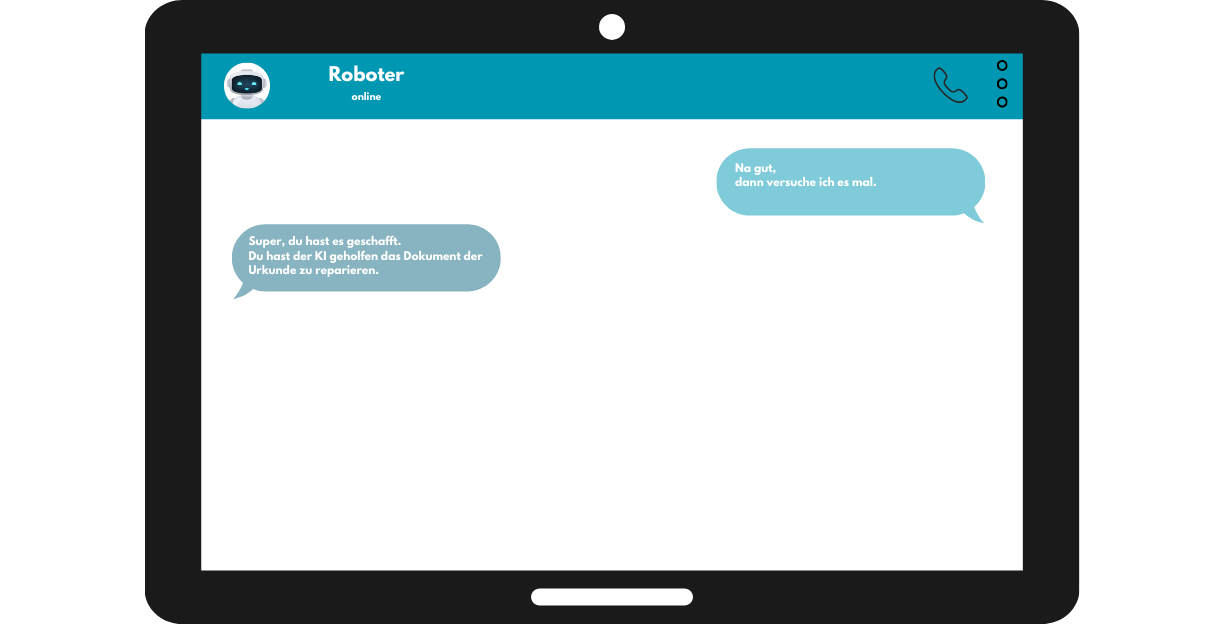 Roboter
online
Na gut,
dann versuche ich es mal.
Super, du hast es geschafft.
Du hast der KI geholfen das Dokument der
Urkunde zu reparieren.